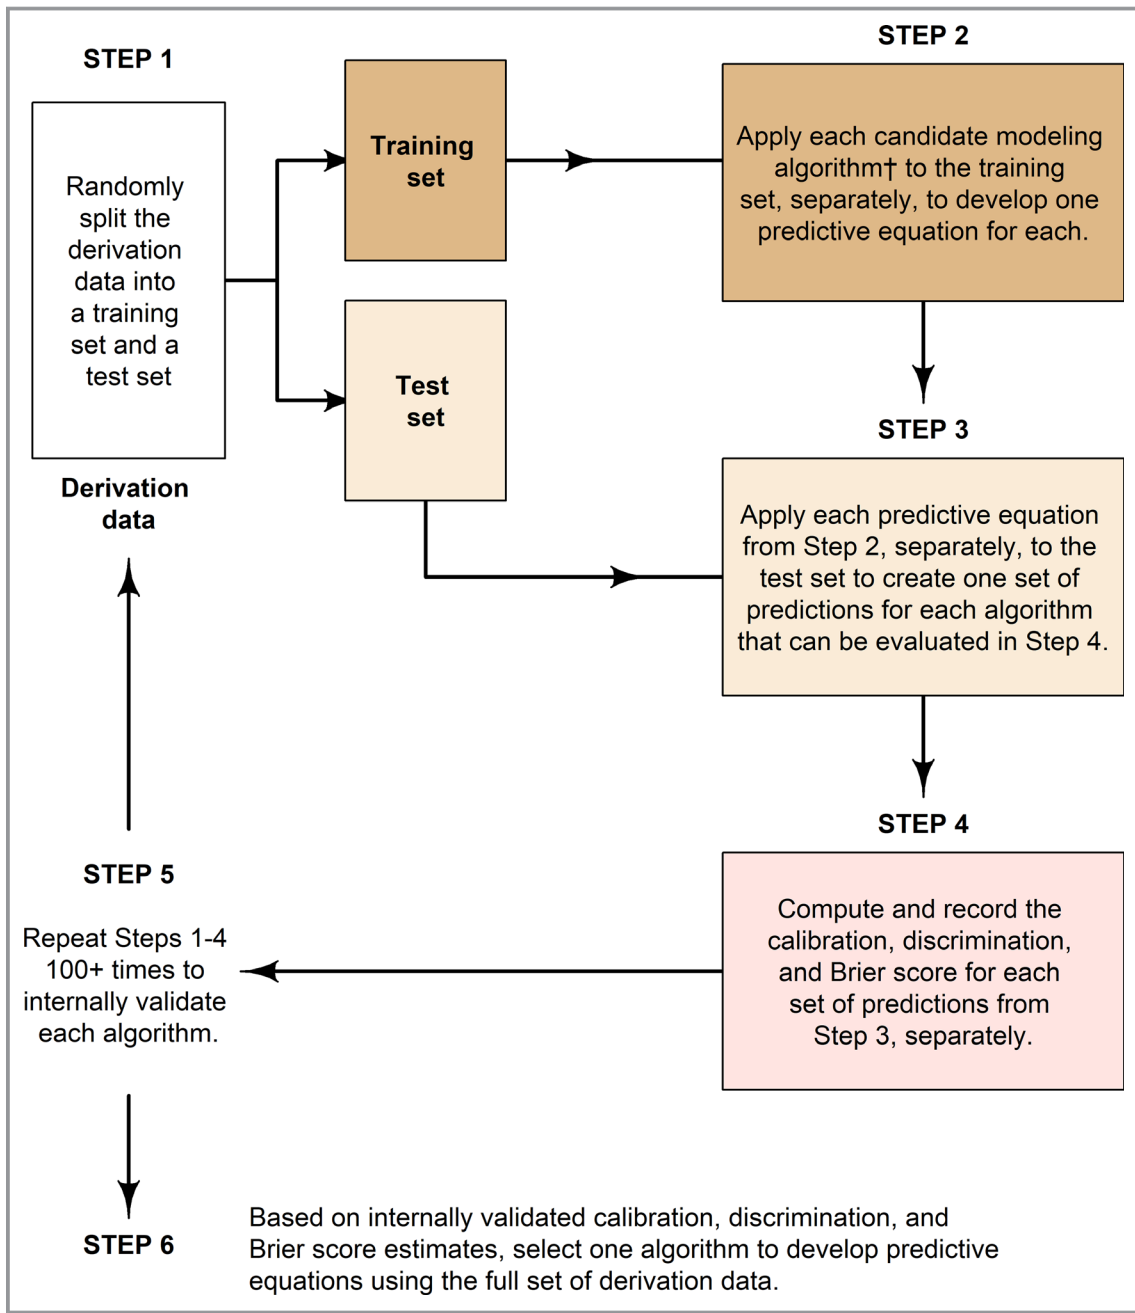 STEP 1
Randomly
split the
derivation
data into
a training
set and a
test set
Derivation
data
Training
set
Test
set
STEP 2
Apply each candidate modeling
algorithm† to the training
set, separately, to develop one
predictive equation for each.
STEP 3
Apply each predictive equation
from Step 2, separately, to the
test set to create one set of
predictions for each algorithm
that can be evaluated in Step 4.
STEP 4
Compute and record the
calibration, discrimination,
and Brier score for each
set of predictions from
Step 3, separately.
STEP 5
Repeat Steps 1-4
100+ times to
internally validate
each algorithm.
STEP 6
Based on internally validated calibration, discrimination, and
Brier score estimates, select one algorithm to develop predictive
equations using the full set of derivation data.